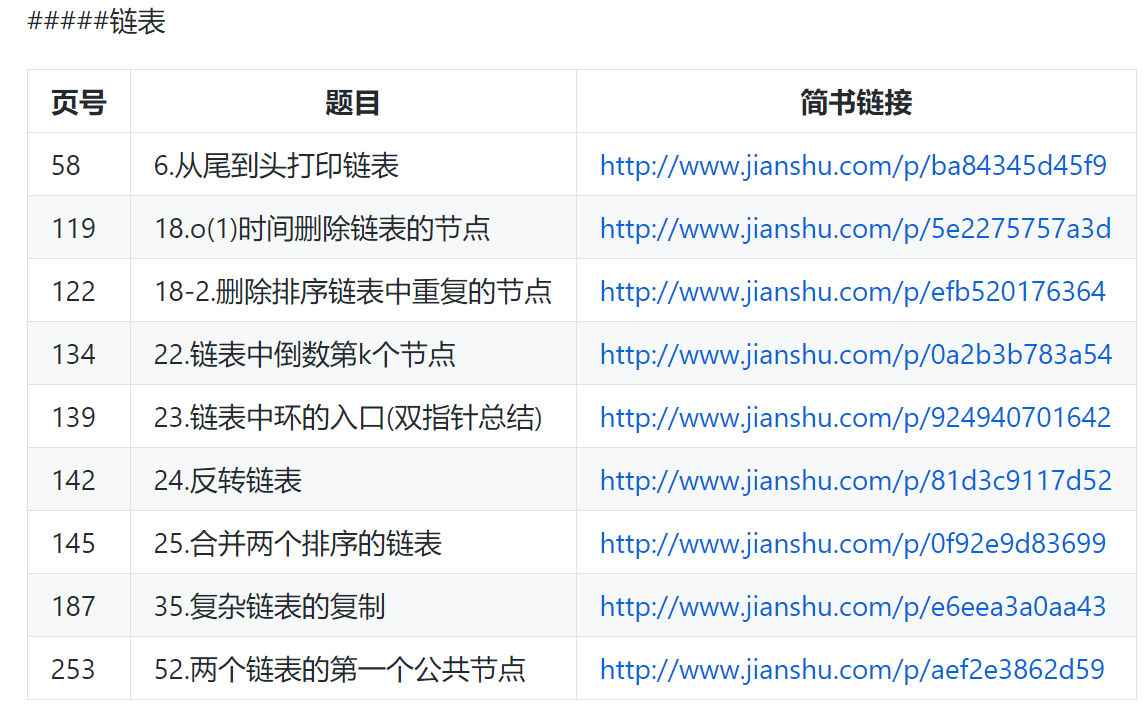 #####链表
页号 题目 简书链接
58 6.从尾到头打印链表 http://www.jianshu.com/p/ba84345d45f9
119 18.o(1)时间删除链表的节点 http://www.jianshu.com/p/5e2275757a3d
122 18-2.删除排序链表中重复的节点 http://www.jianshu.com/p/efb520176364
134 22.链表中倒数第k个节点 http://www.jianshu.com/p/0a2b3b783a54
139 23.链表中环的入口(双指针总结) http://www.jianshu.com/p/924940701642
142 24.反转链表 http://www.jianshu.com/p/81d3c9117d52
145 25.合并两个排序的链表 http://www.jianshu.com/p/0f92e9d83699
187 35.复杂链表的复制 http://www.jianshu.com/p/e6eea3a0aa43
253 52.两个链表的第一个公共节点 http://www.jianshu.com/p/aef2e3862d59